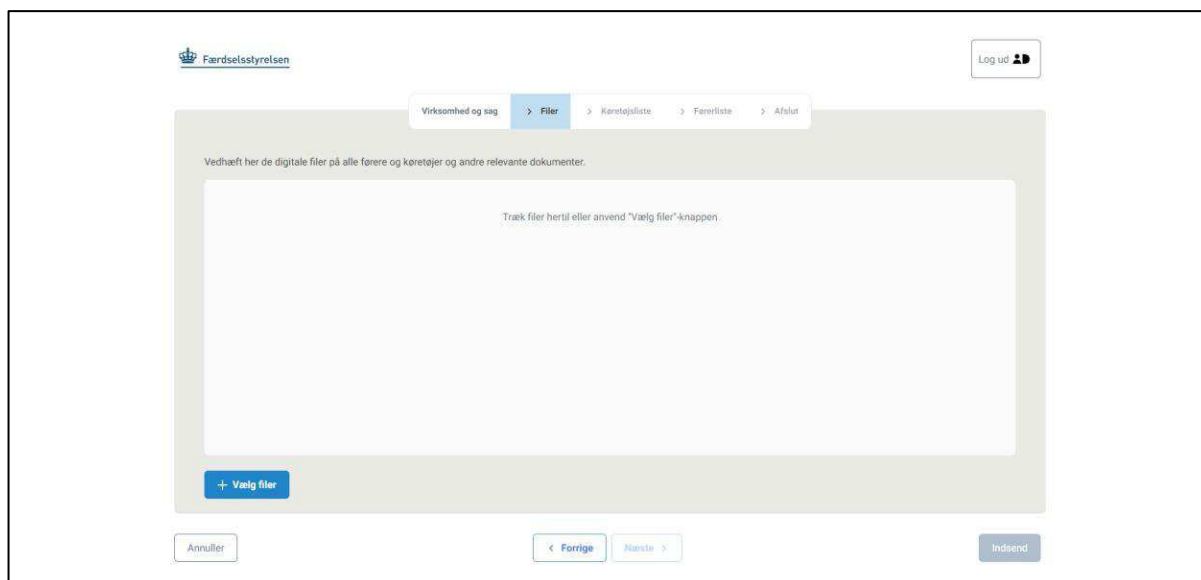 Færdselsstyrelsen
Log ud
Virksomhed og sag > Filer > Køretøjsliste > Førerliste > Afslut
Vedhæft her de digitale filer på alle førere og køretøjer og andre relevante dokumenter.
Træk filer hertil eller anvend "Vælg filer"-knappen
+ Vælg filer
Annuller
< Forrige
Næste >
Indsend